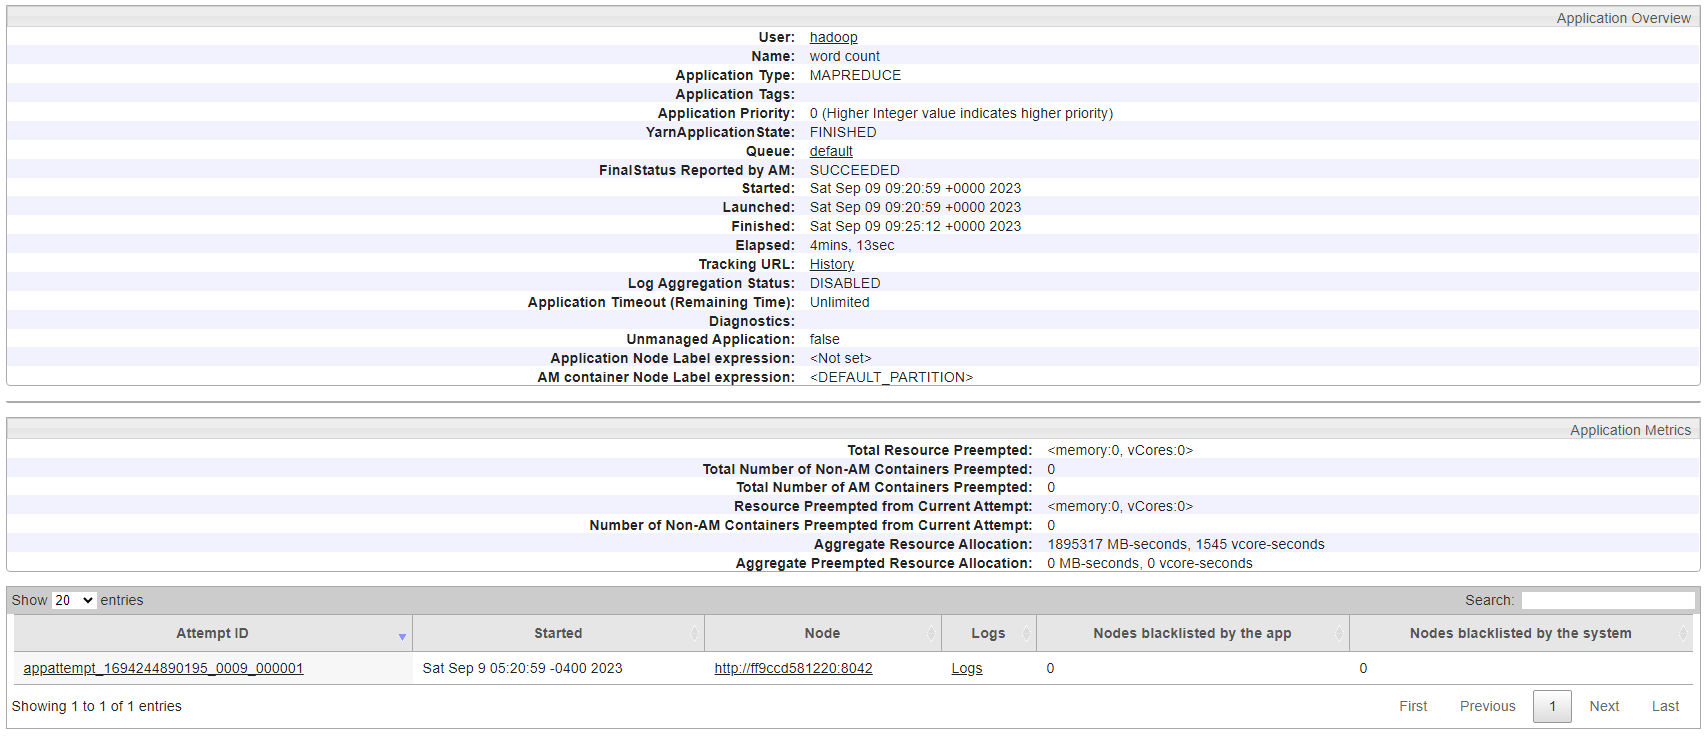 Application Overview
User: hadoop
Name: word count
Application Type: MAPREDUCE
Application Tags:
Application Priority: 0 (Higher Integer value indicates higher priority)
YarnApplicationState: FINISHED
Queue: default
FinalStatus Reported by AM: SUCCEEDED
Started: Sat Sep 09 09:20:59 +0000 2023
Launched: Sat Sep 09 09:20:59 +0000 2023
Finished: Sat Sep 09 09:25:12 +0000 2023
Elapsed: 4mins, 13sec
Tracking URL: History
Log Aggregation Status: DISABLED
Application Timeout (Remaining Time): Unlimited
Diagnostics:
Unmanaged Application: false
Application Node Label expression: <Not set>
AM container Node Label expression: <DEFAULT_PARTITION>
Application Metrics
Total Resource Preempted: <memory:0, vCores:0>
Total Number of Non-AM Containers Preempted: 0
Total Number of AM Containers Preempted: 0
Resource Preempted from Current Attempt: <memory:0, vCores:0>
Number of Non-AM Containers Preempted from Current Attempt: 0
Aggregate Resource Allocation: 1895317 MB-seconds, 1545 vcore-seconds
Aggregate Preempted Resource Allocation: 0 MB-seconds, 0 vcore-seconds
Show 20 entries Search:
Attempt ID Started Node Logs Nodes blacklisted by the app Nodes blacklisted by the system
appattempt_1694244890195_0009_000001 Sat Sep 9 05:20:59 -0400 2023 http://ff9ccd581220:8042 Logs 0 0
Showing 1 to 1 of 1 entries First Previous 1 Next Last